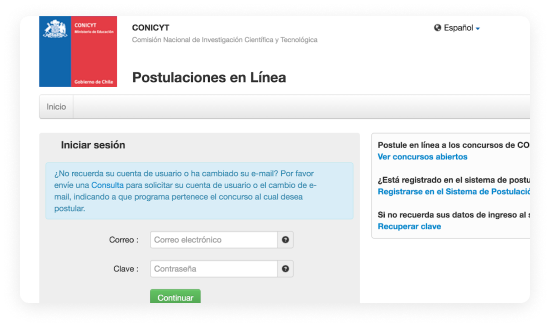 CONICYT
Ministerio de Educación
Gobierno de Chile
CONICYT
Comisión Nacional de Investigación Científica y Tecnológica
Español
Postulaciones en Línea
Inicio
Iniciar sesión
¿No recuerda su cuenta de usuario o ha cambiado su e-mail? Por favor
envíe una Consulta para solicitar su cuenta de usuario o el cambio de e-
mail, indicando a que programa pertenece el concurso al cual desea
postular.
Correo :
Correo electrónico
Clave :
Contraseña
Continuar
Postule en línea a los concursos de CO
Ver concursos abiertos
¿Está registrado en el sistema de postu
Registrarse en el Sistema de Postulació
Si no recuerda sus datos de ingreso al s
Recuperar clave